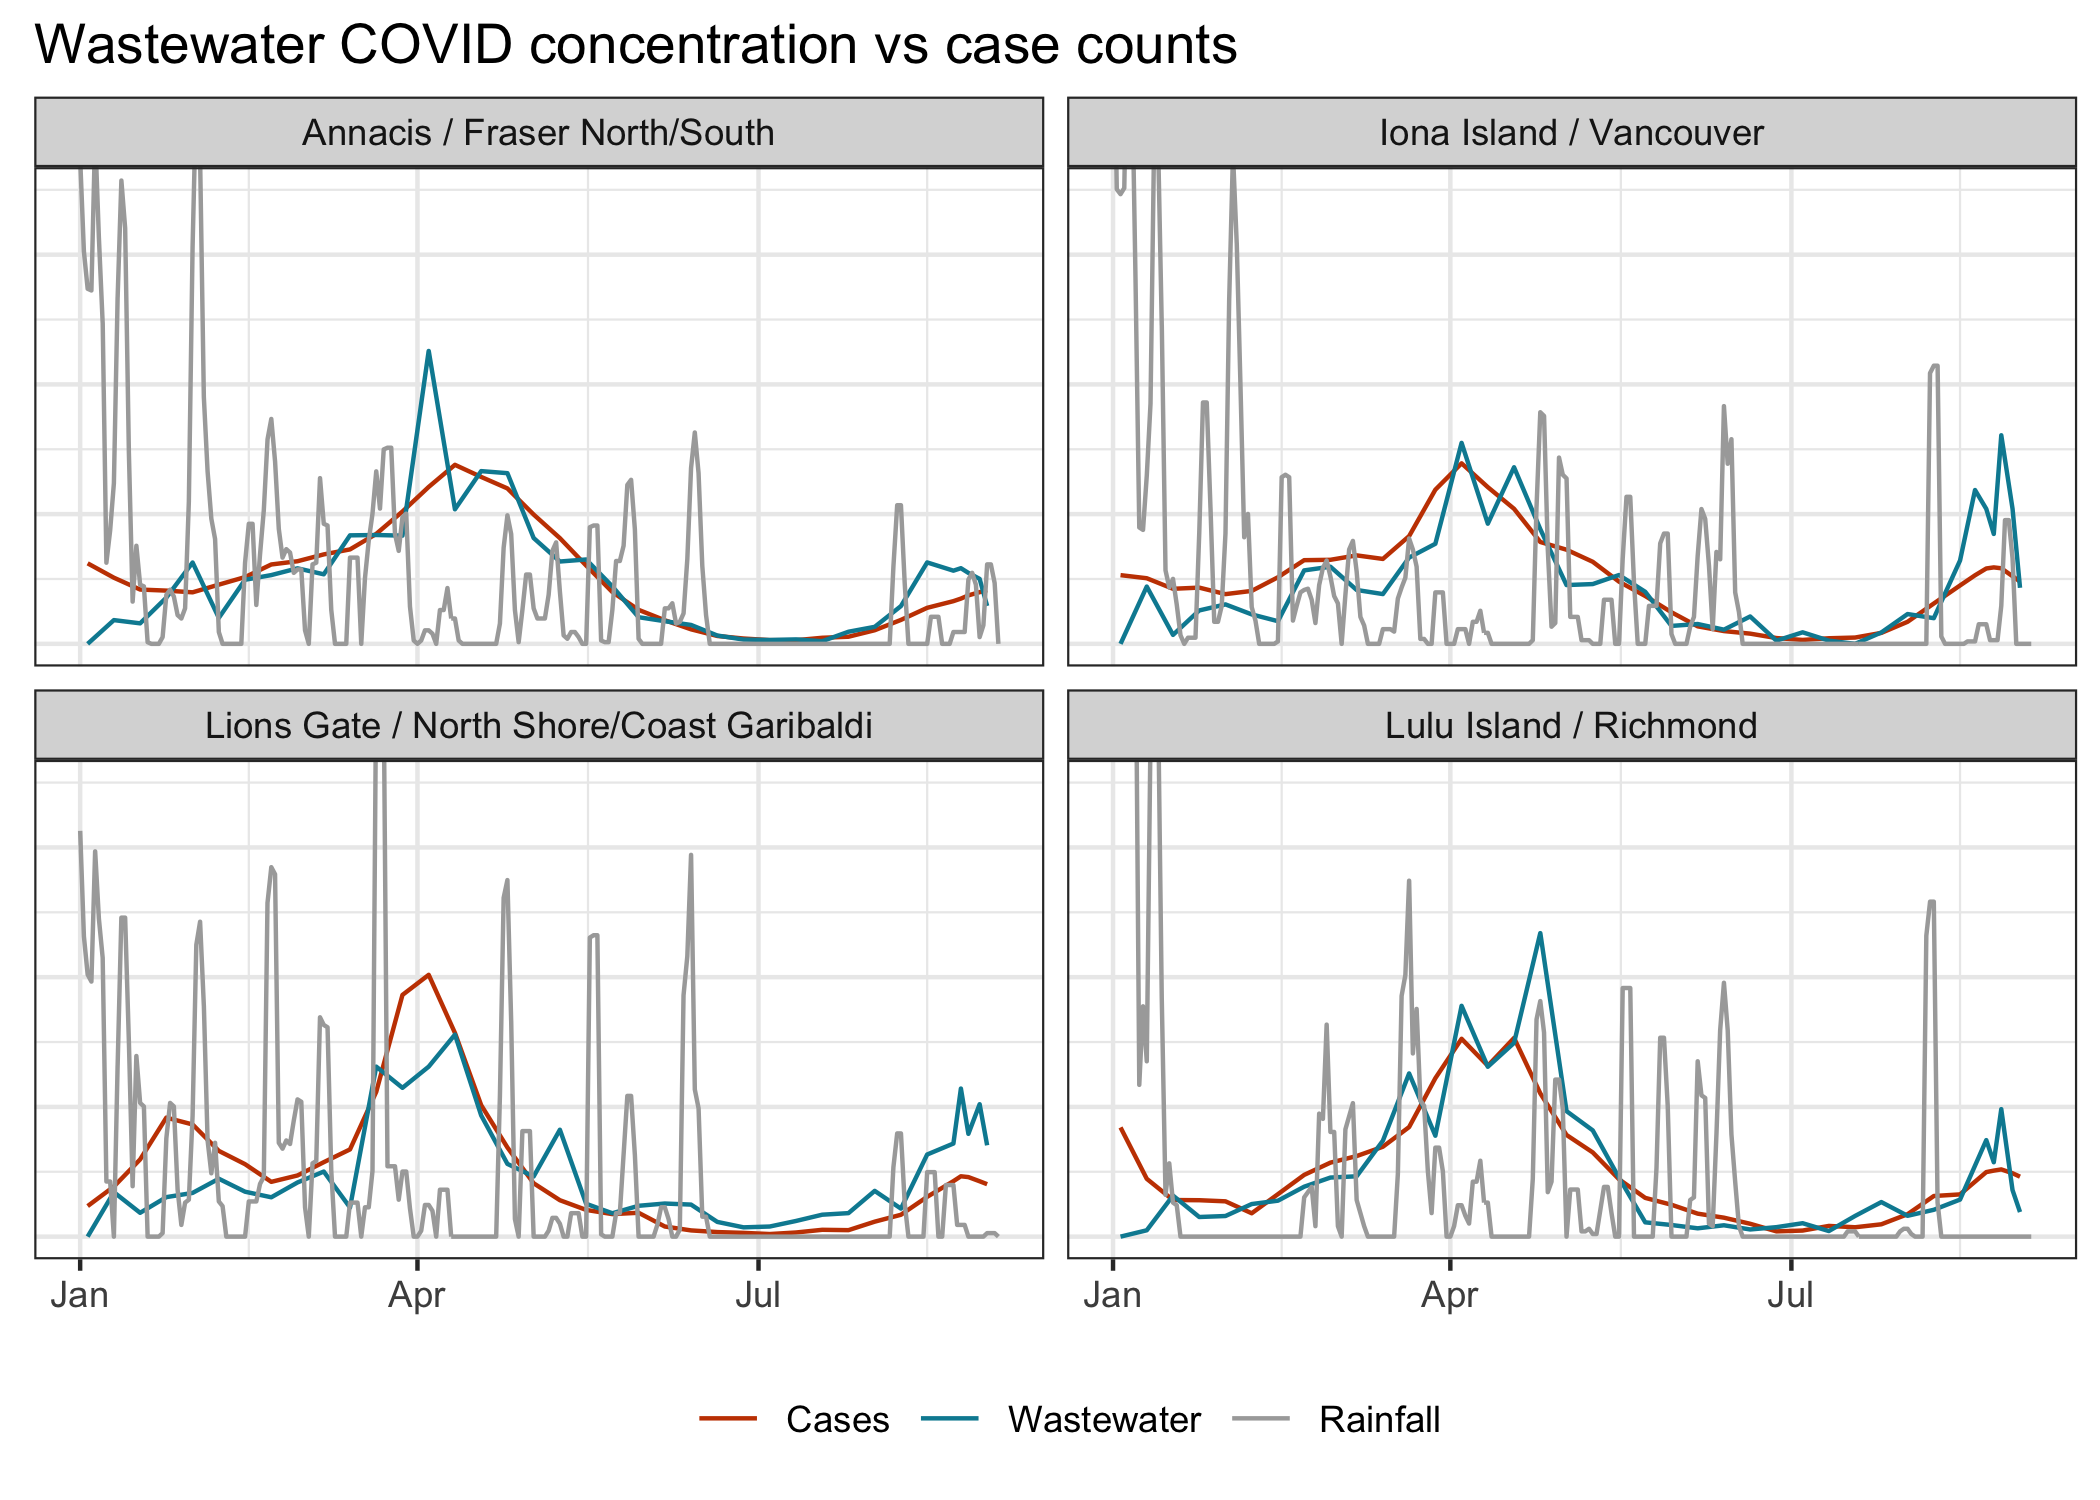 Wastewater COVID concentration vs case counts
Annacis / Fraser North/South
Iona Island / Vancouver
Lions Gate / North Shore/Coast Garibaldi
Lulu Island / Richmond
Jan Apr Jul
Jan Apr Jul
Cases Wastewater Rainfall